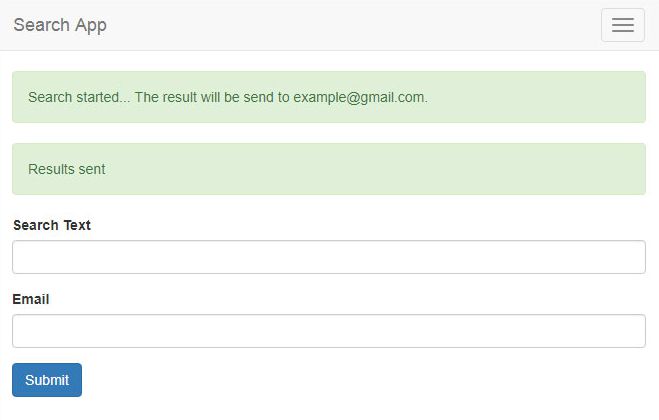 Search App
Search started... The result will be send to example@gmail.com.
Results sent
Search Text
Email
Submit